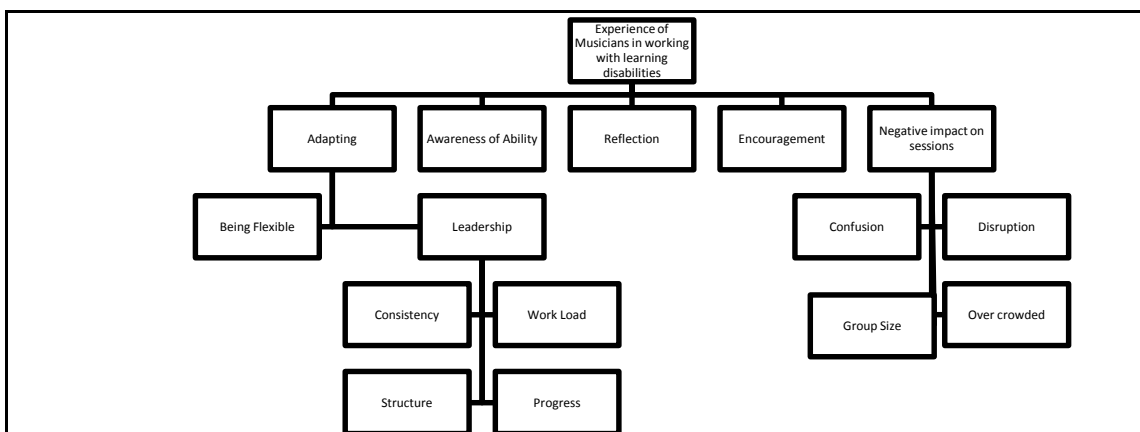 Experience of
Musicians in working
with learning
disabilities
Adapting
Awareness of Ability
Reflection
Encouragement
Negative impact on
sessions
Being Flexible
Leadership
Confusion
Disruption
Consistency
Work Load
Group Size
Over crowded
Structure
Progress